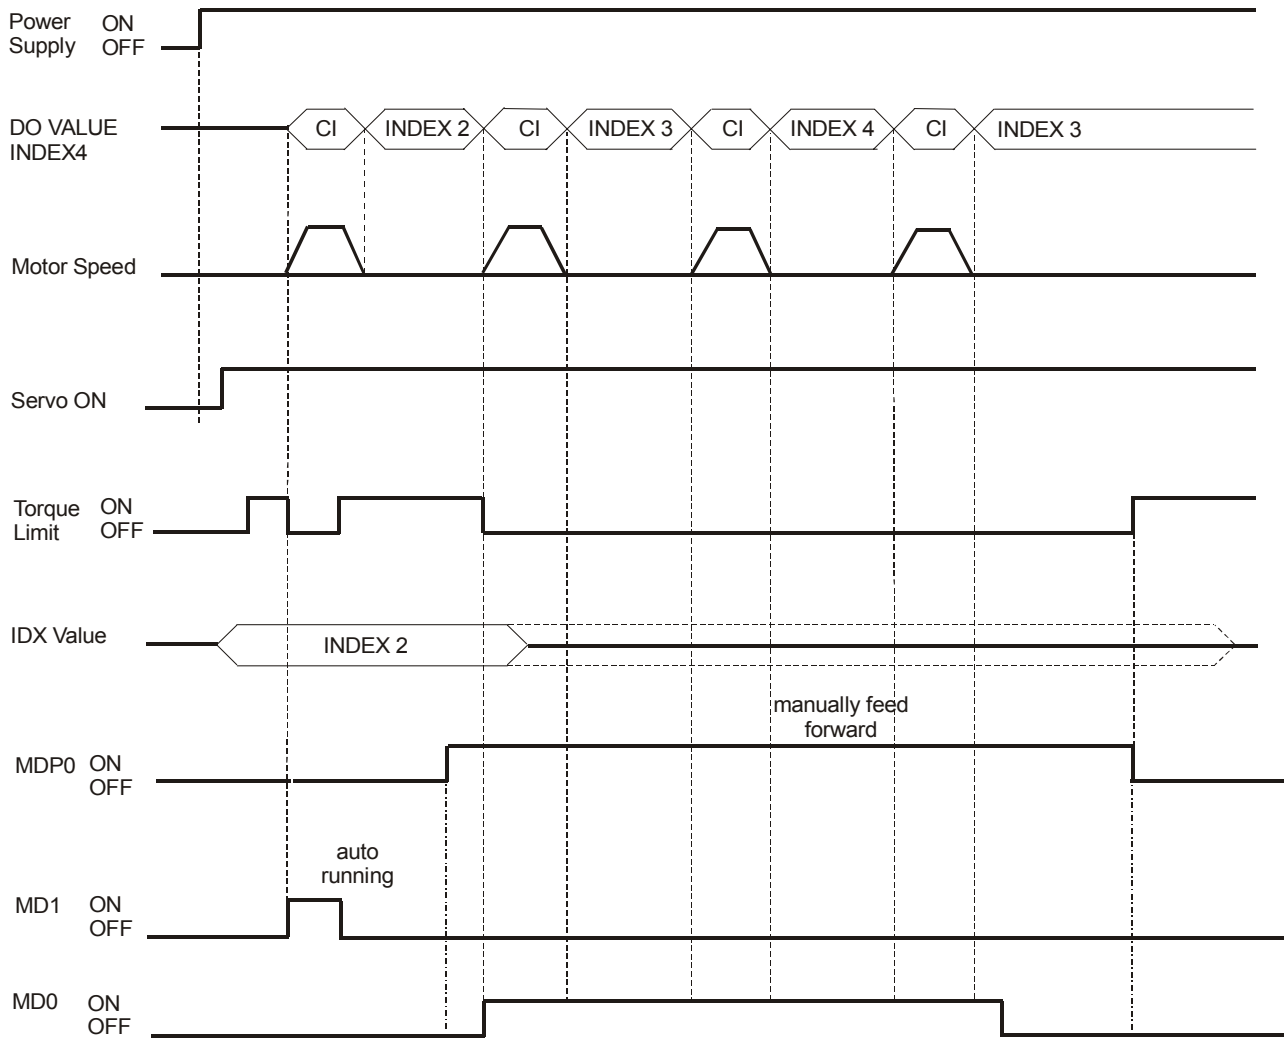 Power ON
Supply OFF
DO VALUE
INDEX4
CI
INDEX 2
CI
INDEX 3
CI
INDEX 4
CI
INDEX 3
Motor Speed
Servo ON
Torque ON
Limit OFF
IDX Value
INDEX 2
manually feed
forward
MDP0 ON
OFF
auto
running
MD1 ON
OFF
MD0 ON
OFF